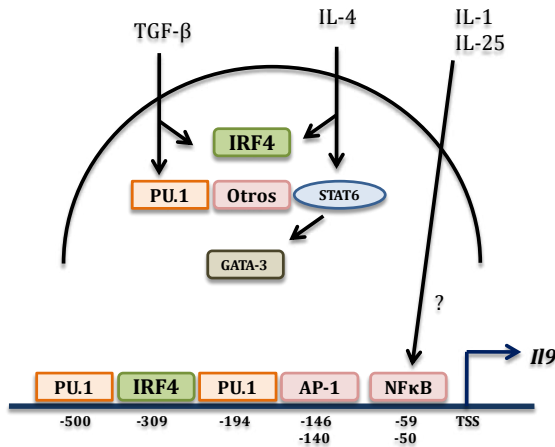 TGF-β
IL-4
IL-1
IL-25
IRF4
PU.1 Otros STAT6
GATA-3
?
Il9
PU.1 IRF4 PU.1 AP-1 NFκB
-500 -309 -194 -146 -59 TSS
-140 -50